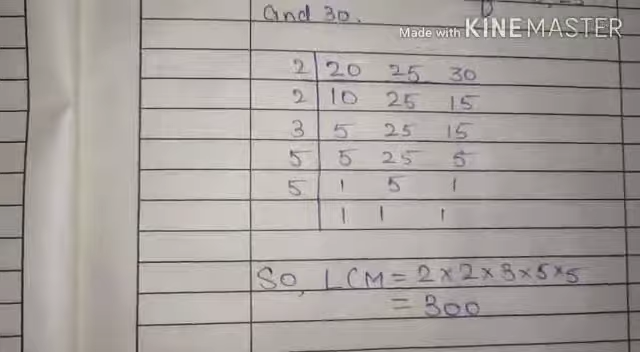 and 30.
Made with KINEMASTER
2 | 20 25 30
2 | 10 25 15
3 | 5 25 15
5 | 5 25 5
5 | 1 5 1
| 1 1 1
So, LCM = 2×2×3×5×5
= 300